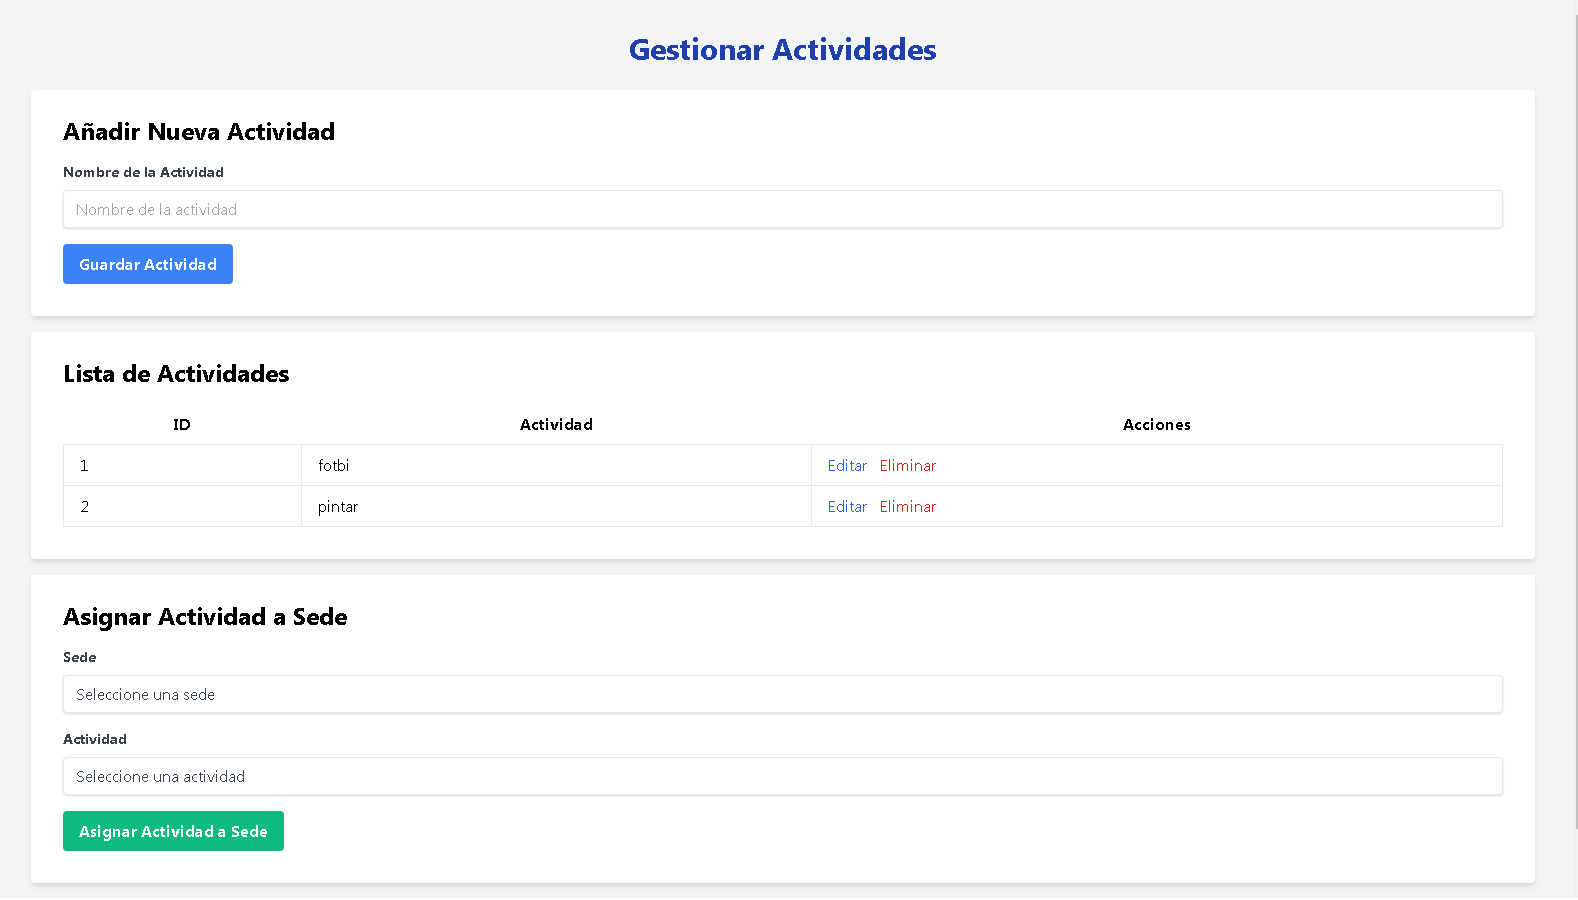 Gestionar Actividades
Añadir Nueva Actividad
Nombre de la Actividad
Nombre de la actividad
Guardar Actividad
Lista de Actividades
ID Actividad Acciones
1 fotbi Editar Eliminar
2 pintar Editar Eliminar
Asignar Actividad a Sede
Sede
Seleccione una sede
Actividad
Seleccione una actividad
Asignar Actividad a Sede